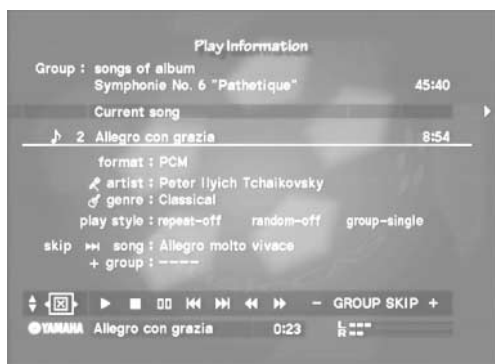 Play Information
Group : songs of album
Symphonie No. 6 "Pathetique" 45:40
Current song
2 Allegro con grazia 8:54
format : PCM
artist : Peter Ilyich Tchaikovsky
genre : Classical
play style : repeat-off random-off group-single
skip song : Allegro molto vivace
+ group : ----
- GROUP SKIP +
YAMAHA Allegro con grazia 0:23 L
R